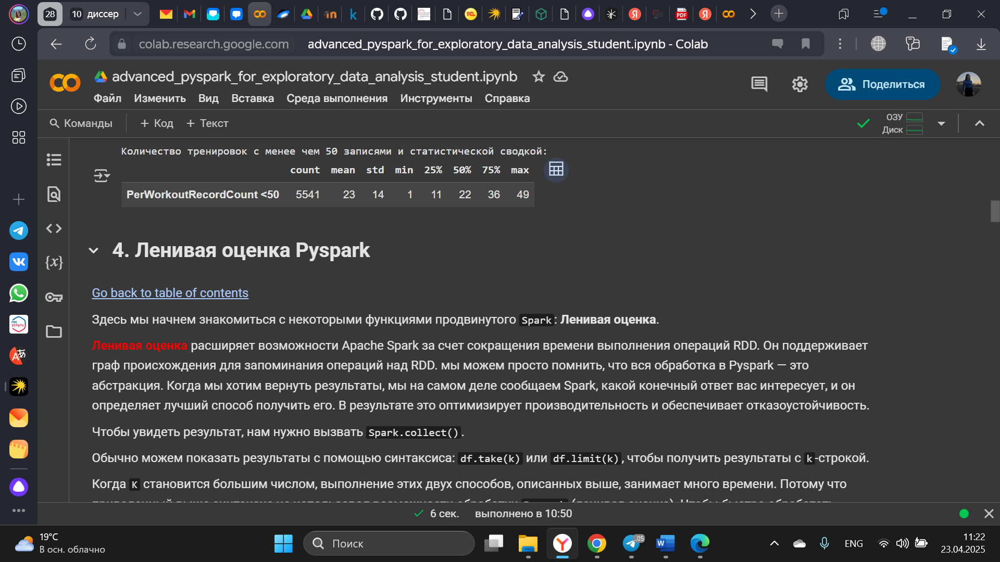 28
10 диссер
colab.research.google.com
advanced_pyspark_for_exploratory_data_analysis_student.ipynb - Colab
advanced_pyspark_for_exploratory_data_analysis_student.ipynb
Файл Изменить Вид Вставка Среда выполнения Инструменты Справка
Поделиться
Команды + Код + Текст
ОЗУ
Диск
Количество тренировок с менее чем 50 записями и статистической сводкой:
count mean std min 25% 50% 75% max
PerWorkoutRecordCount <50 5541 23 14 1 11 22 36 49
4. Ленивая оценка Pyspark
Go back to table of contents
Здесь мы начнем знакомиться с некоторыми функциями продвинутого Spark: Ленивая оценка.
Ленивая оценка расширяет возможности Apache Spark за счет сокращения времени выполнения операций RDD. Он поддерживает
граф происхождения для запоминания операций над RDD. мы можем просто помнить, что вся обработка в Pyspark — это
абстракция. Когда мы хотим вернуть результаты, мы на самом деле сообщаем Spark, какой конечный ответ вас интересует, и он
определяет лучший способ получить его. В результате это оптимизирует производительность и обеспечивает отказоустойчивость.
Чтобы увидеть результат, нам нужно вызвать Spark.collect().
Обычно можем показать результаты с помощью синтаксиса: df.take(k) или df.limit(k), чтобы получить результаты с k-строкой.
Когда K становится большим числом, выполнение этих двух способов, описанных выше, занимает много времени. Потому что
6 сек. выполнено в 10:50
19°C
В осн. облачно
Поиск
..05
ENG
11:22
23.04.2025